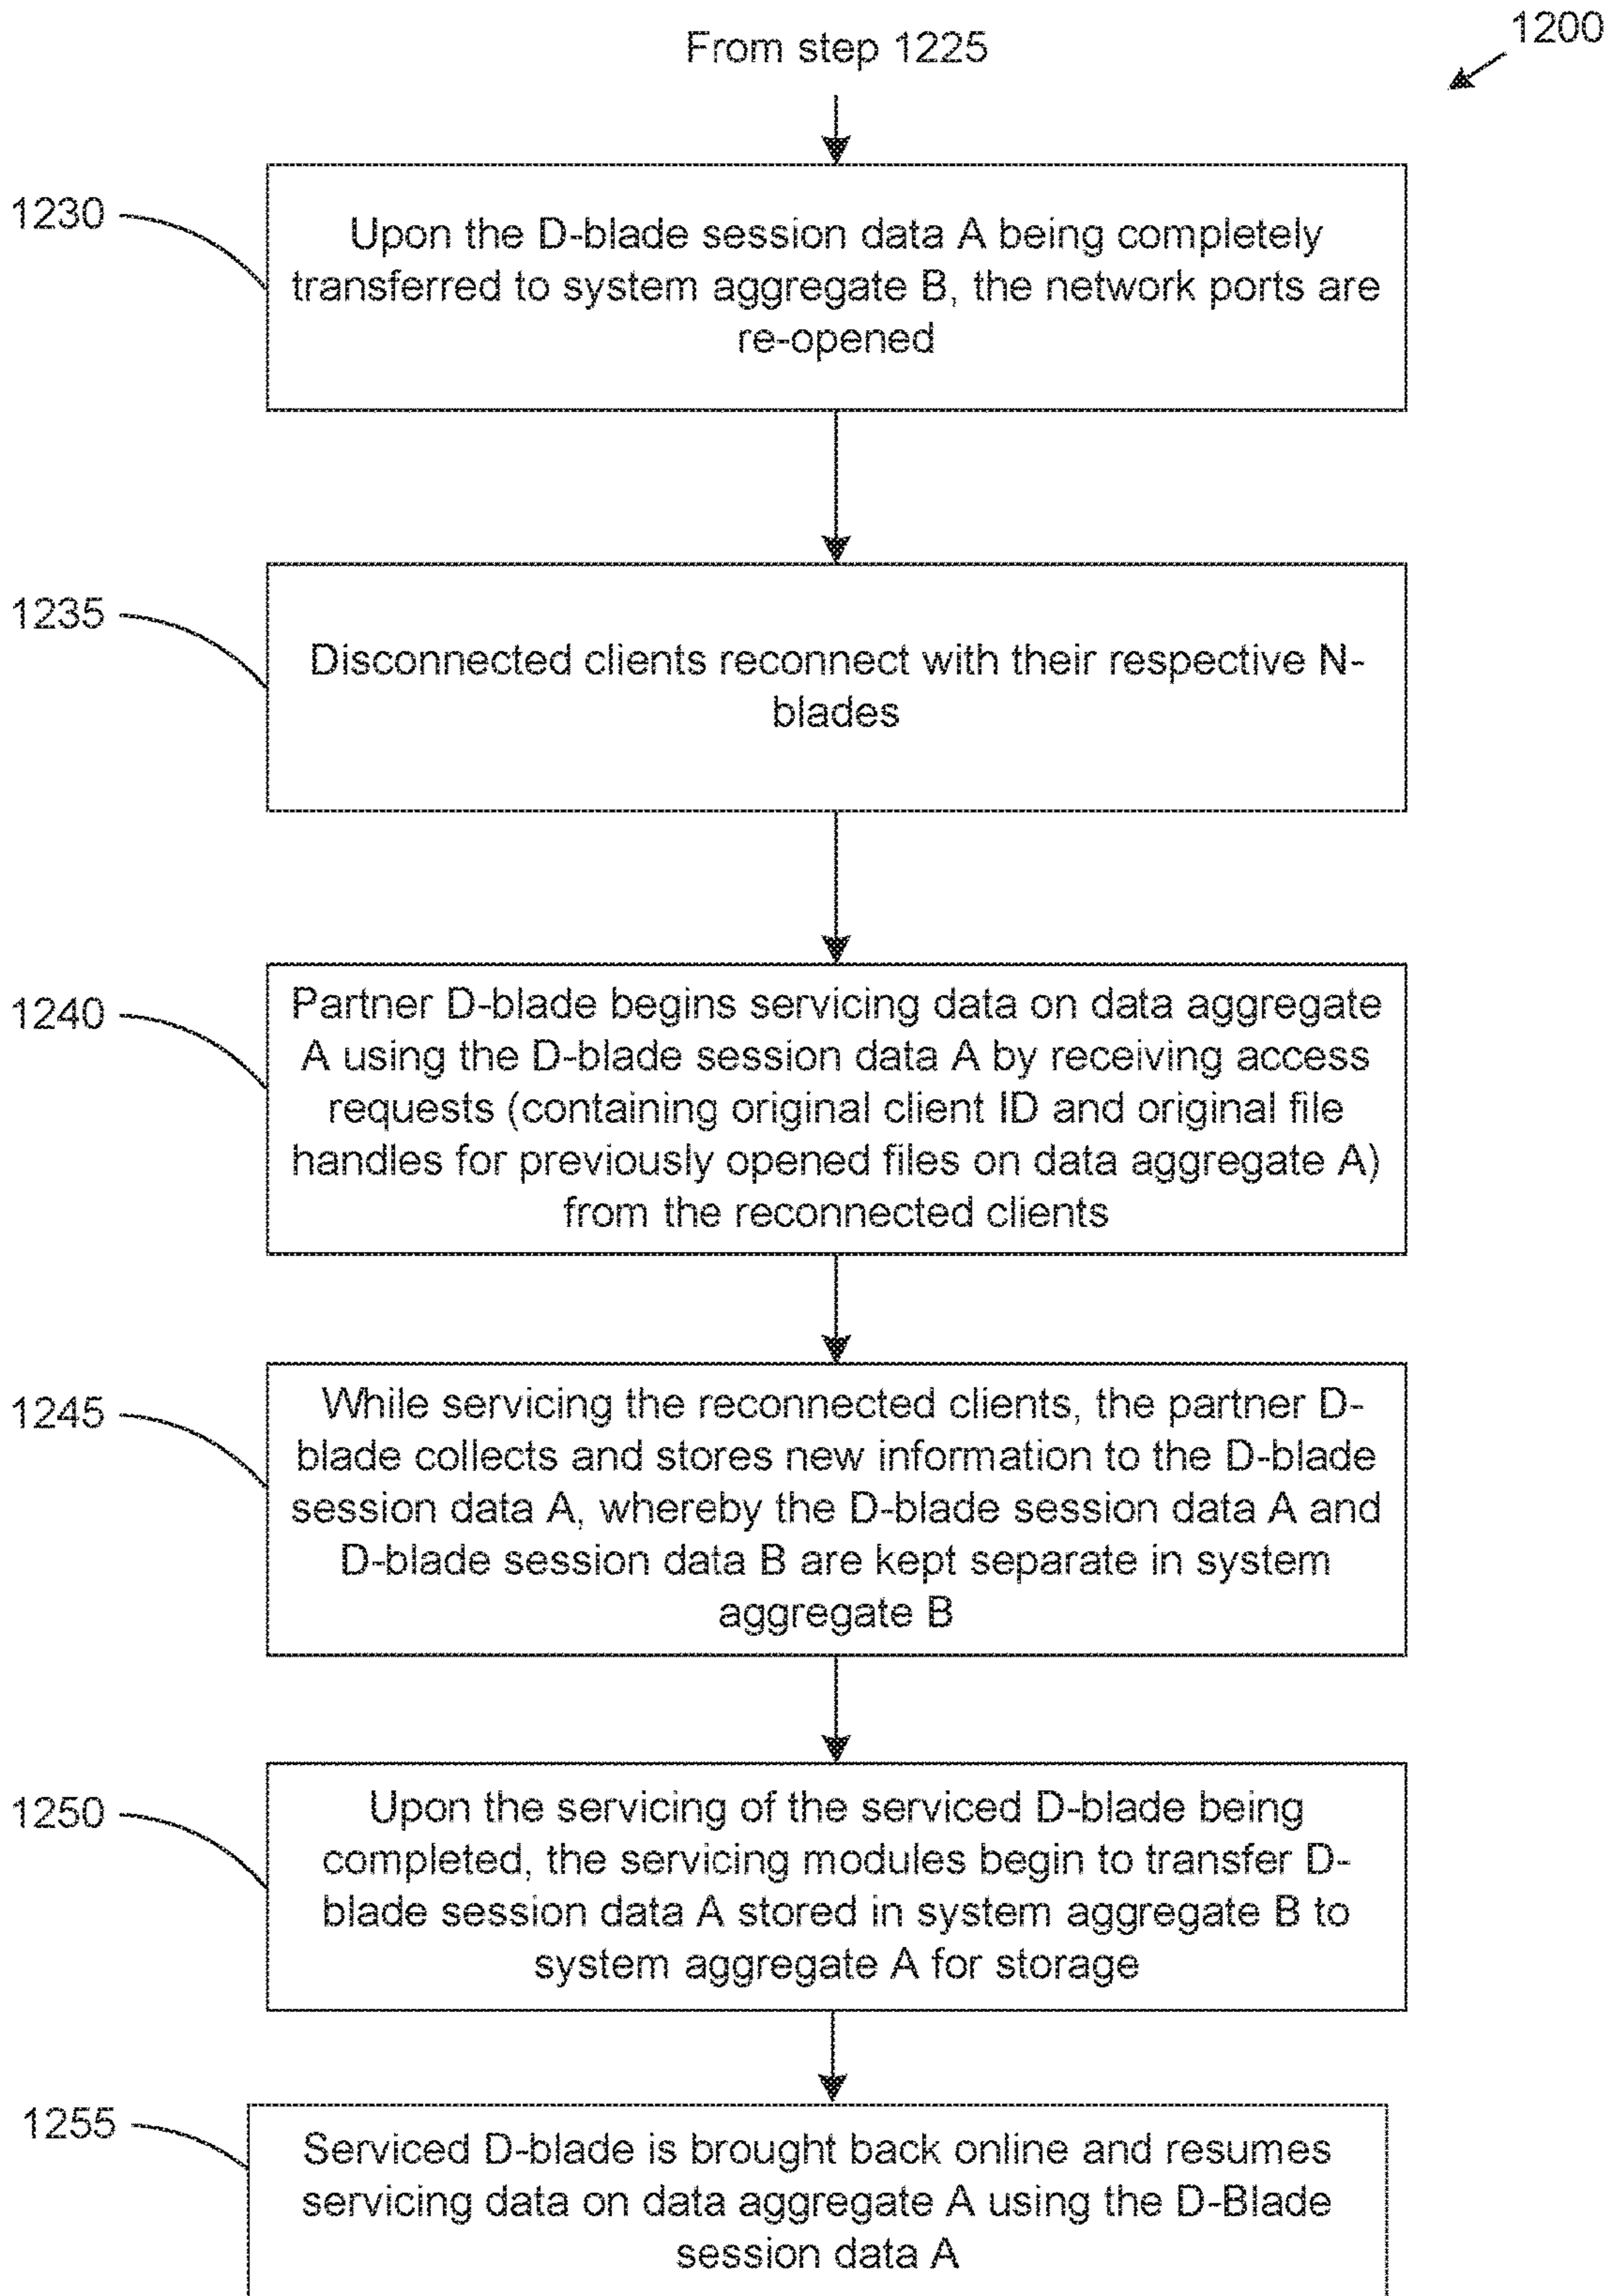 1200
From step 1225
1230
Upon the D-blade session data A being completely
transferred to system aggregate B, the network ports are
re-opened
1235
Disconnected clients reconnect with their respective N-
blades
1240
Partner D-blade begins servicing data on data aggregate
A using the D-blade session data A by receiving access
requests (containing original client ID and original file
handles for previously opened files on data aggregate A)
from the reconnected clients
1245
While servicing the reconnected clients, the partner D-
blade collects and stores new information to the D-blade
session data A, whereby the D-blade session data A and
D-blade session data B are kept separate in system
aggregate B
1250
Upon the servicing of the serviced D-blade being
completed, the servicing modules begin to transfer D-
blade session data A stored in system aggregate B to
system aggregate A for storage
1255
Serviced D-blade is brought back online and resumes
servicing data on data aggregate A using the D-Blade
session data A